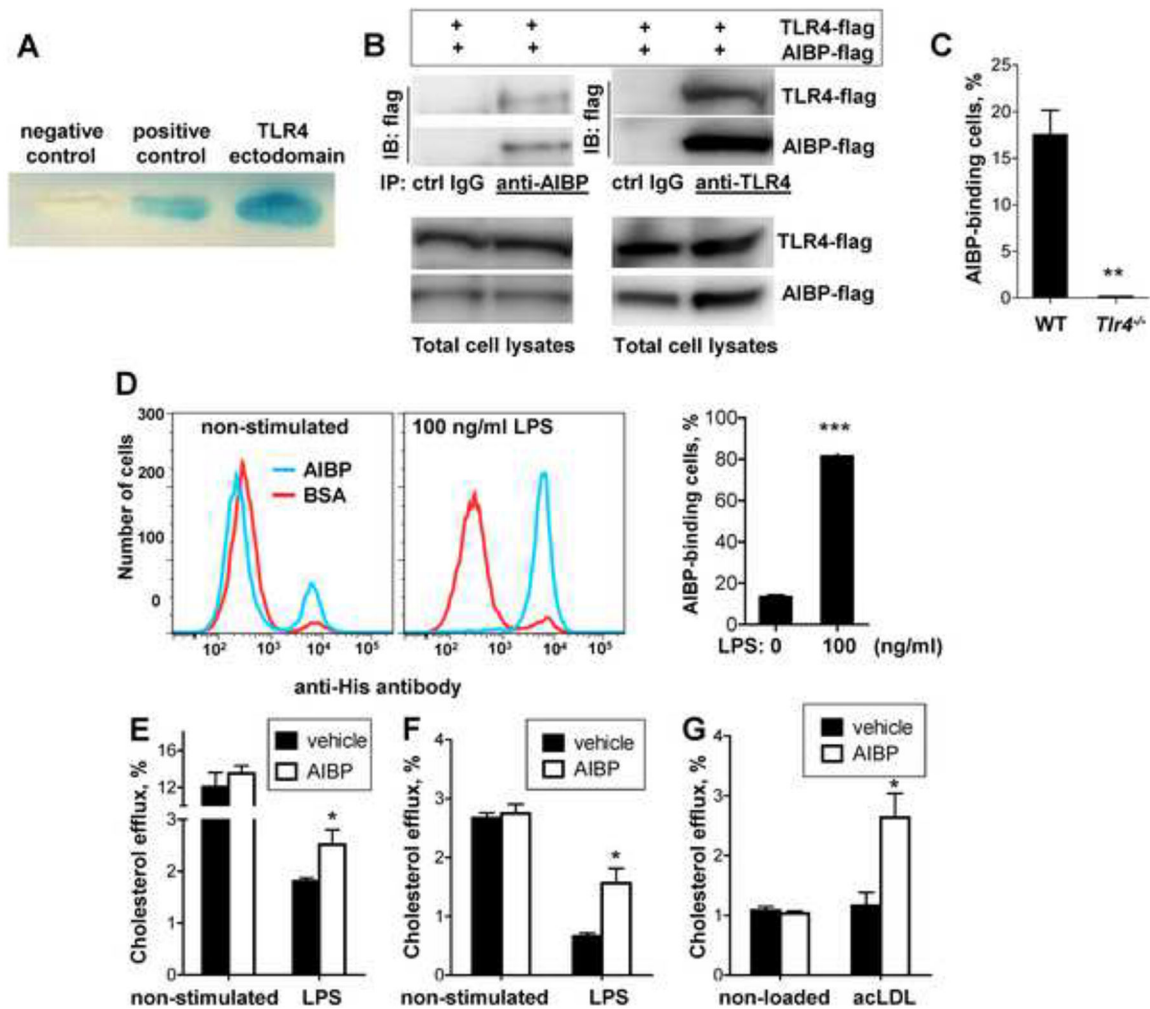 A
negative control
positive control
TLR4 ectodomain
B
+ + + + TLR4-flag
+ + + + AIBP-flag
IB: flag
IB: flag
TLR4-flag
AIBP-flag
IP: ctrl IgG anti-AIBP ctrl IgG anti-TLR4
TLR4-flag
AIBP-flag
Total cell lysates Total cell lysates
C
AIBP-binding cells, %
25
20
15
10
5
0
**
WT Tlr4-/-
D
Number of cells
300
200
100
0
non-stimulated
AIBP
BSA
100 ng/ml LPS
10² 10³ 10⁴ 10⁵ 10² 10³ 10⁴ 10⁵
anti-His antibody
AIBP-binding cells, %
100
80
60
40
20
0
***
LPS: 0 100 (ng/ml)
E
vehicle
AIBP
Cholesterol efflux, %
16
12
3
2
1
0
*
non-stimulated LPS
F
vehicle
AIBP
Cholesterol efflux, %
4
3
2
1
0
*
non-stimulated LPS
G
vehicle
AIBP
Cholesterol efflux, %
4
3
2
1
0
*
non-loaded acLDL